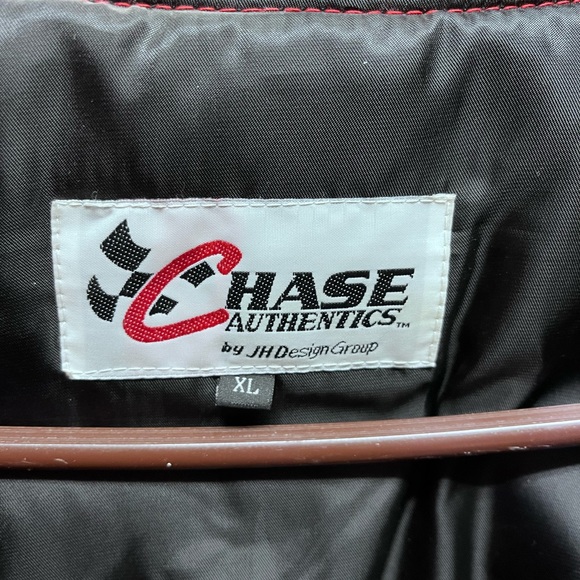 CHASE
AUTHENTICS™
by JH Design Group
XL